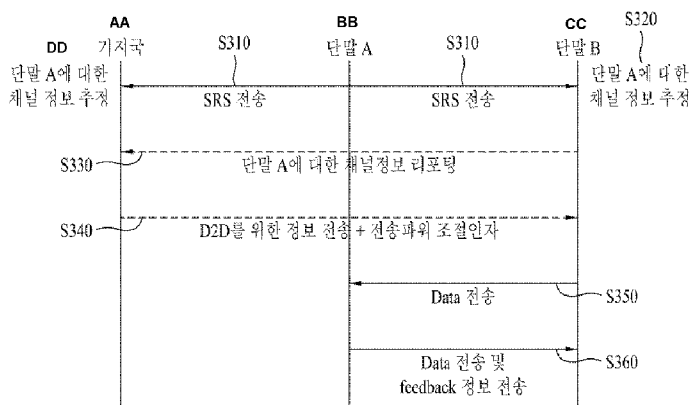 AA
기지국
BB
단말 A
CC
단말 B
DD
단말 A에 대한
채널 정보 추정
S310
S310
S320
단말 A에 대한
채널 정보 추정
SRS 전송
SRS 전송
S330
단말 A에 대한 채널정보 리포팅
S340
D2D를 위한 정보 전송 + 전송파워 조절인자
Data 전송
S350
Data 전송 및
feedback 정보 전송
S360